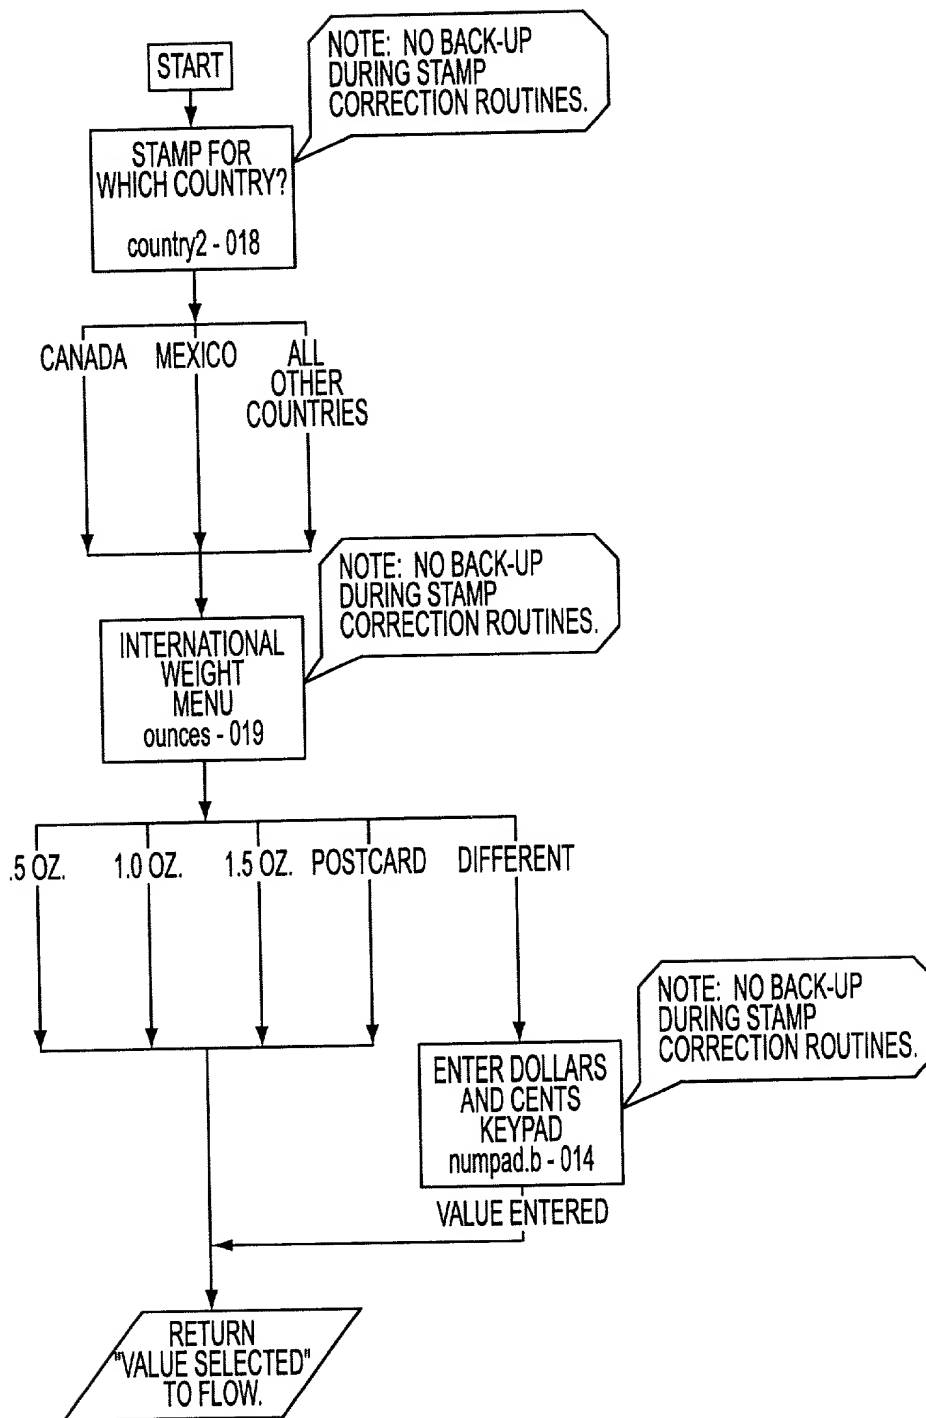 START
NOTE: NO BACK-UP
DURING STAMP
CORRECTION ROUTINES.
STAMP FOR
WHICH COUNTRY?
country2 - 018
CANADA
MEXICO
ALL
OTHER
COUNTRIES
NOTE: NO BACK-UP
DURING STAMP
CORRECTION ROUTINES.
INTERNATIONAL
WEIGHT
MENU
ounces - 019
.5 OZ.
1.0 OZ.
1.5 OZ.
POSTCARD
DIFFERENT
NOTE: NO BACK-UP
DURING STAMP
CORRECTION ROUTINES.
ENTER DOLLARS
AND CENTS
KEYPAD
numpad.b - 014
VALUE ENTERED
RETURN
"VALUE SELECTED"
TO FLOW.